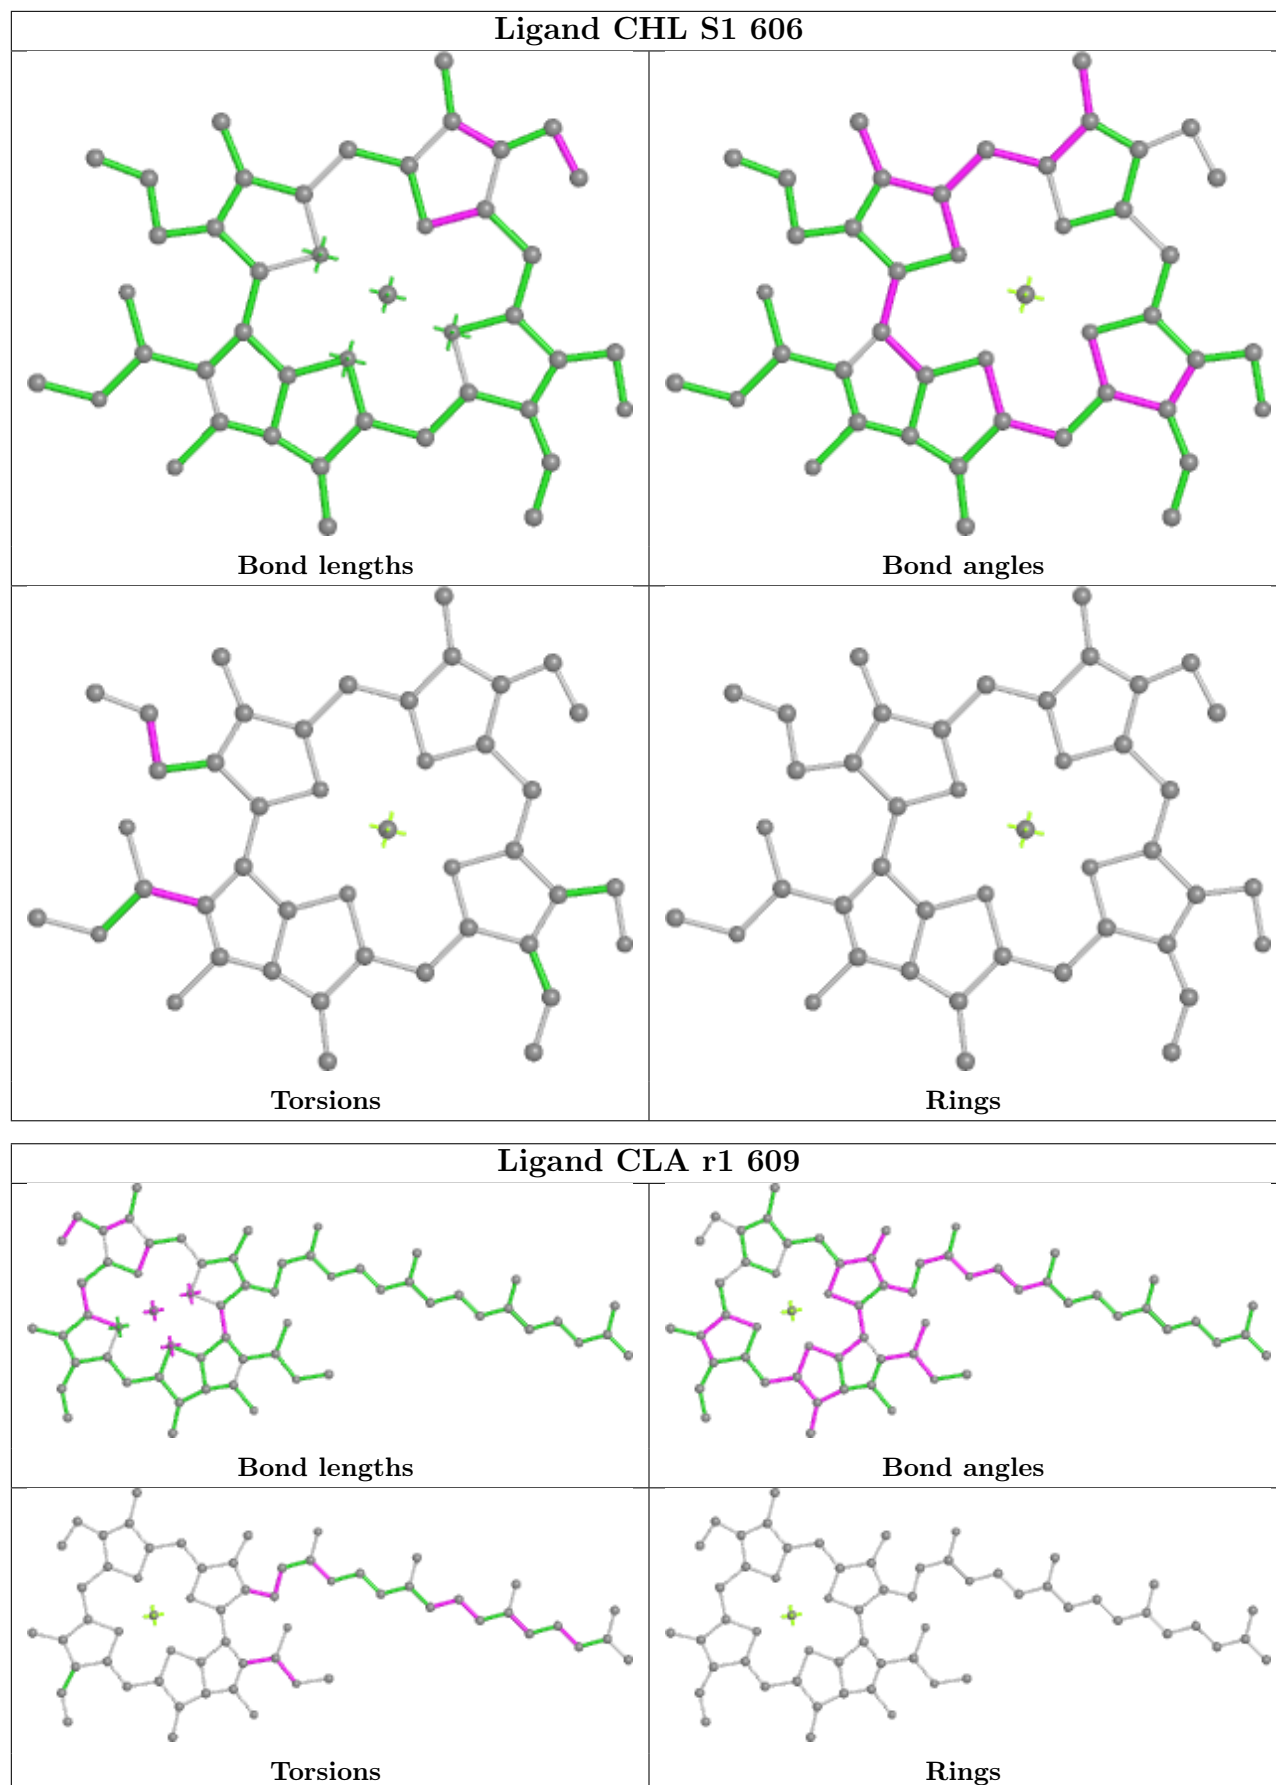 Ligand CHL S1 606
Bond lengths
Bond angles
Torsions
Rings
Ligand CLA r1 609
Bond lengths
Bond angles
Torsions
Rings